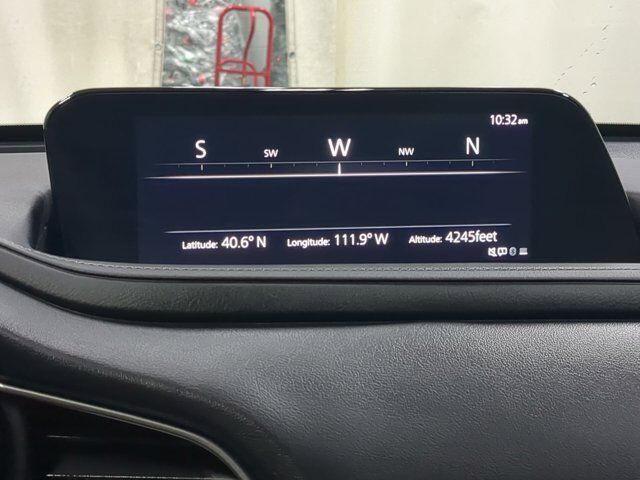 10:32am
S SW W NW N
Latitude: 40.6° N Longitude: 111.9° W Altitude: 4245feet